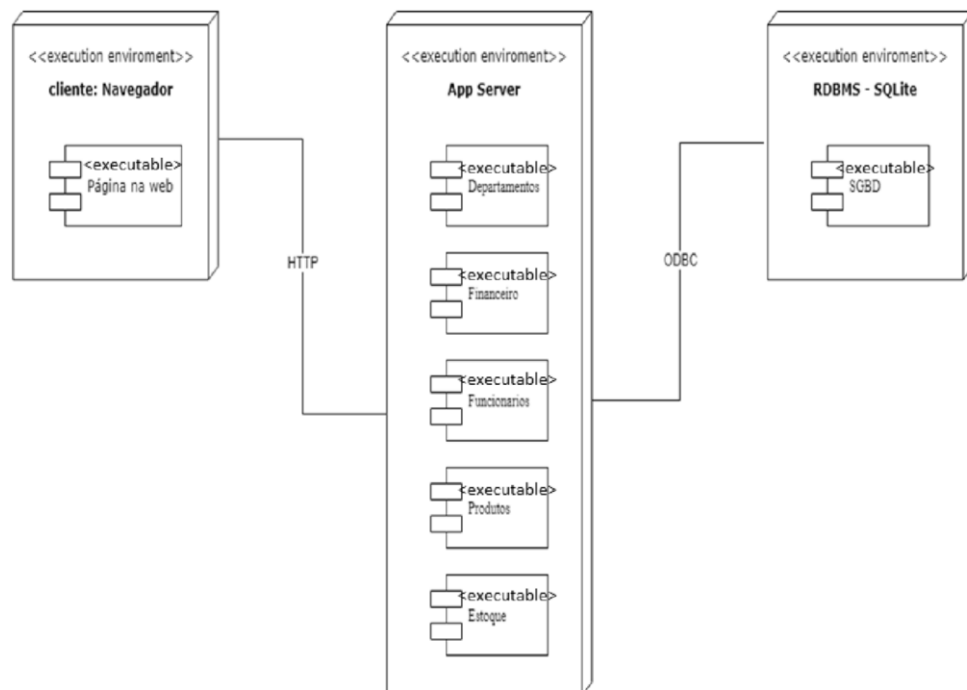 <<execution enviroment>>
cliente: Navegador
<executable>
Página na web
HTTP
<<execution enviroment>>
App Server
<executable>
Departamentos
<executable>
Financeiro
<executable>
Funcionarios
<executable>
Produtos
<executable>
Estoque
ODBC
<<execution enviroment>>
RDBMS - SQLite
<executable>
SGBD